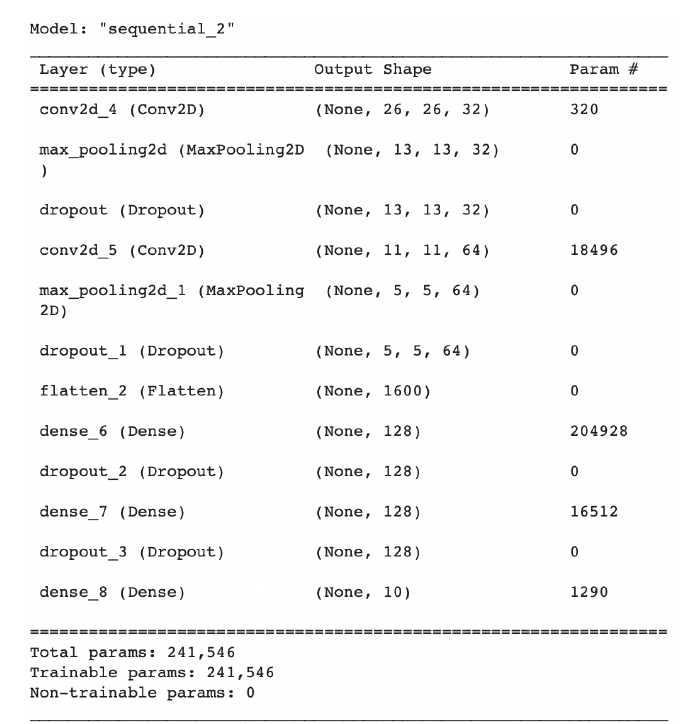 Model: "sequential_2"
Layer (type) Output Shape Param #
conv2d_4 (Conv2D) (None, 26, 26, 32) 320
max_pooling2d (MaxPooling2D (None, 13, 13, 32) 0
)
dropout (Dropout) (None, 13, 13, 32) 0
conv2d_5 (Conv2D) (None, 11, 11, 64) 18496
max_pooling2d_1 (MaxPooling (None, 5, 5, 64) 0
2D)
dropout_1 (Dropout) (None, 5, 5, 64) 0
flatten_2 (Flatten) (None, 1600) 0
dense_6 (Dense) (None, 128) 204928
dropout_2 (Dropout) (None, 128) 0
dense_7 (Dense) (None, 128) 16512
dropout_3 (Dropout) (None, 128) 0
dense_8 (Dense) (None, 10) 1290
Total params: 241,546
Trainable params: 241,546
Non-trainable params: 0